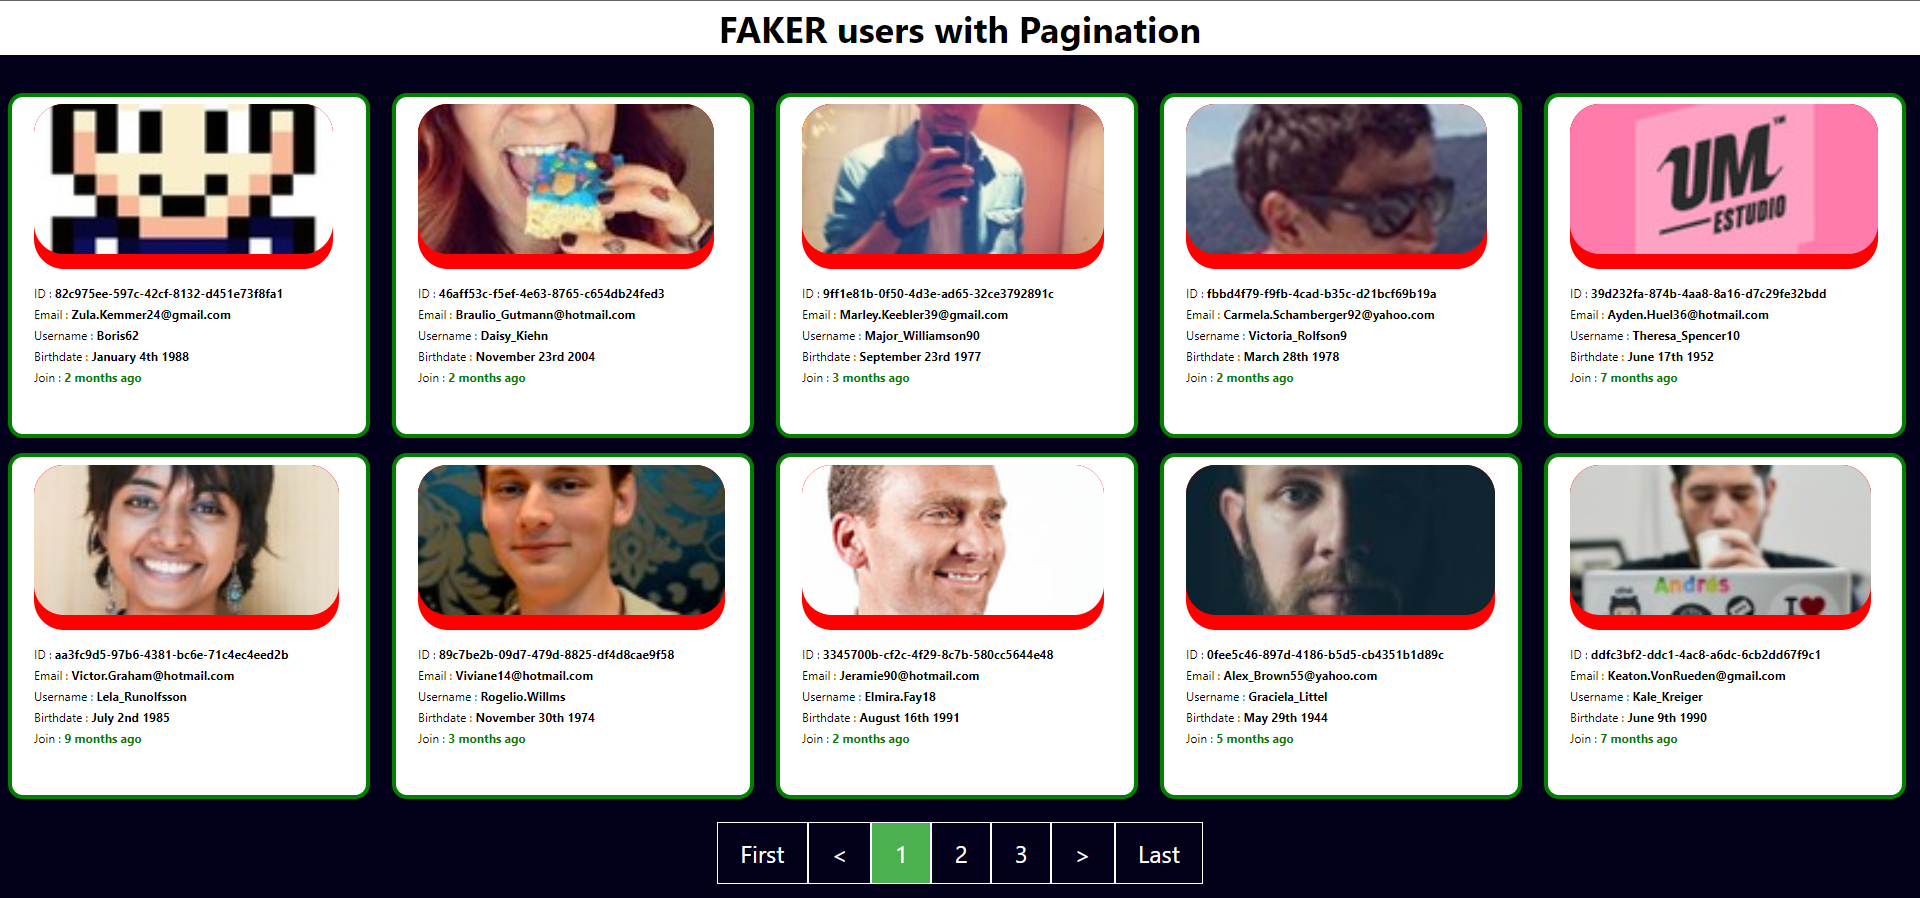 FAKER users with Pagination
UM™
ESTUDIO
ID : 82c975ee-597c-42cf-8132-d451e73f8fa1
Email : Zula.Kemmer24@gmail.com
Username : Boris62
Birthdate : January 4th 1988
Join : 2 months ago
ID : 46aff53c-f5ef-4e63-8765-c654db24fed3
Email : Braulio_Gutmann@hotmail.com
Username : Daisy_Kiehn
Birthdate : November 23rd 2004
Join : 2 months ago
ID : 9ff1e81b-0f50-4d3e-ad65-32ce3792891c
Email : Marley.Keebler39@gmail.com
Username : Major_Williamson90
Birthdate : September 23rd 1977
Join : 3 months ago
ID : fbbd4f79-f9fb-4cad-b35c-d21bcf69b19a
Email : Carmela.Schamberger92@yahoo.com
Username : Victoria_Rolfson9
Birthdate : March 28th 1978
Join : 2 months ago
ID : 39d232fa-874b-4aa8-8a16-d7c29fe32bdd
Email : Ayden.Huel36@hotmail.com
Username : Theresa_Spencer10
Birthdate : June 17th 1952
Join : 7 months ago
Andrés
I
ID : aa3fc9d5-97b6-4381-bc6e-71c4ec4eed2b
Email : Victor.Graham@hotmail.com
Username : Lela_Runolfsson
Birthdate : July 2nd 1985
Join : 9 months ago
ID : 89c7be2b-09d7-479d-8825-df4d8cae9f58
Email : Viviane14@hotmail.com
Username : Rogelio.Willms
Birthdate : November 30th 1974
Join : 3 months ago
ID : 3345700b-cf2c-4f29-8c7b-580cc5644e48
Email : Jeramie90@hotmail.com
Username : Elmira.Fay18
Birthdate : August 16th 1991
Join : 2 months ago
ID : 0fee5c46-897d-4186-b5d5-cb4351b1d89c
Email : Alex_Brown55@yahoo.com
Username : Graciela_Littel
Birthdate : May 29th 1944
Join : 5 months ago
ID : ddfc3bf2-ddc1-4ac8-a6dc-6cb2dd67f9c1
Email : Keaton.VonRueden@gmail.com
Username : Kale_Kreiger
Birthdate : June 9th 1990
Join : 7 months ago
First < 1 2 3 > Last